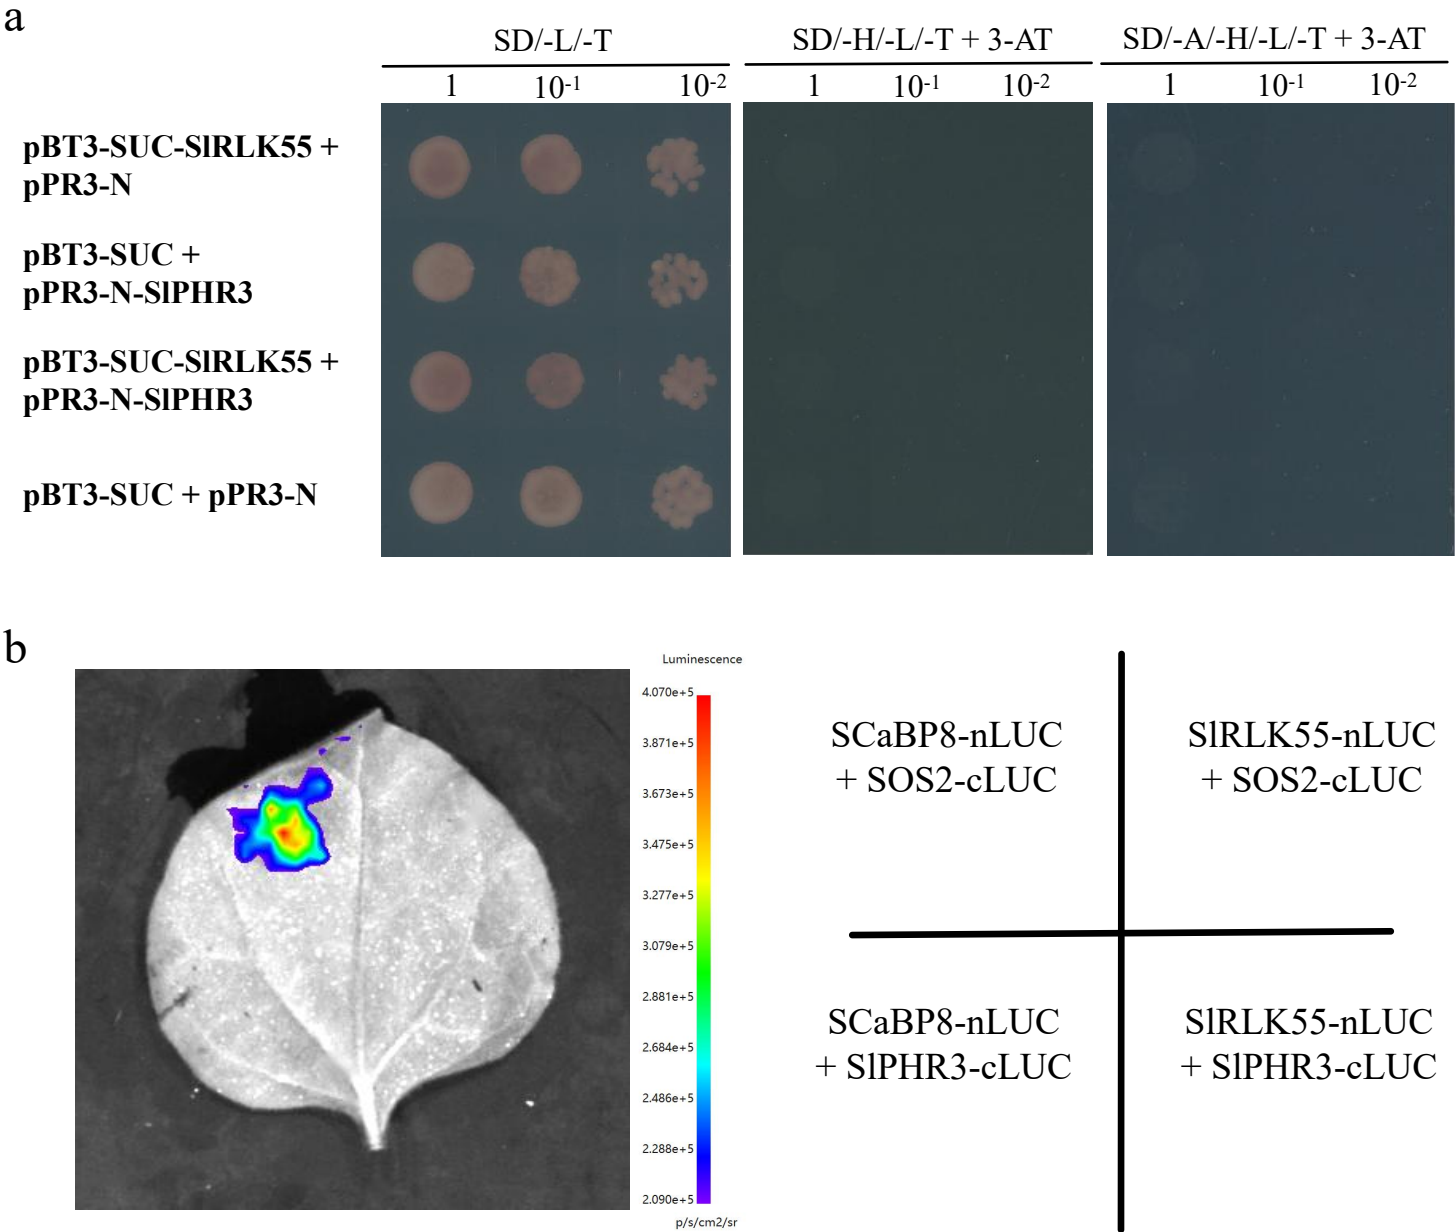 a
SD/-L/-T
SD/-H/-L/-T + 3-AT
SD/-A/-H/-L/-T + 3-AT
1 10-1 10-2
1 10-1 10-2
1 10-1 10-2
pBT3-SUC-SlRLK55 +
pPR3-N
pBT3-SUC +
pPR3-N-SlPHR3
pBT3-SUC-SlRLK55 +
pPR3-N-SlPHR3
pBT3-SUC + pPR3-N
b
Luminescence
4.070e+5
3.871e+5
3.673e+5
3.475e+5
3.277e+5
3.079e+5
2.881e+5
2.684e+5
2.486e+5
2.288e+5
2.090e+5
p/s/cm2/sr
SCaBP8-nLUC
+ SOS2-cLUC
SlRLK55-nLUC
+ SOS2-cLUC
SCaBP8-nLUC
+ SlPHR3-cLUC
SlRLK55-nLUC
+ SlPHR3-cLUC